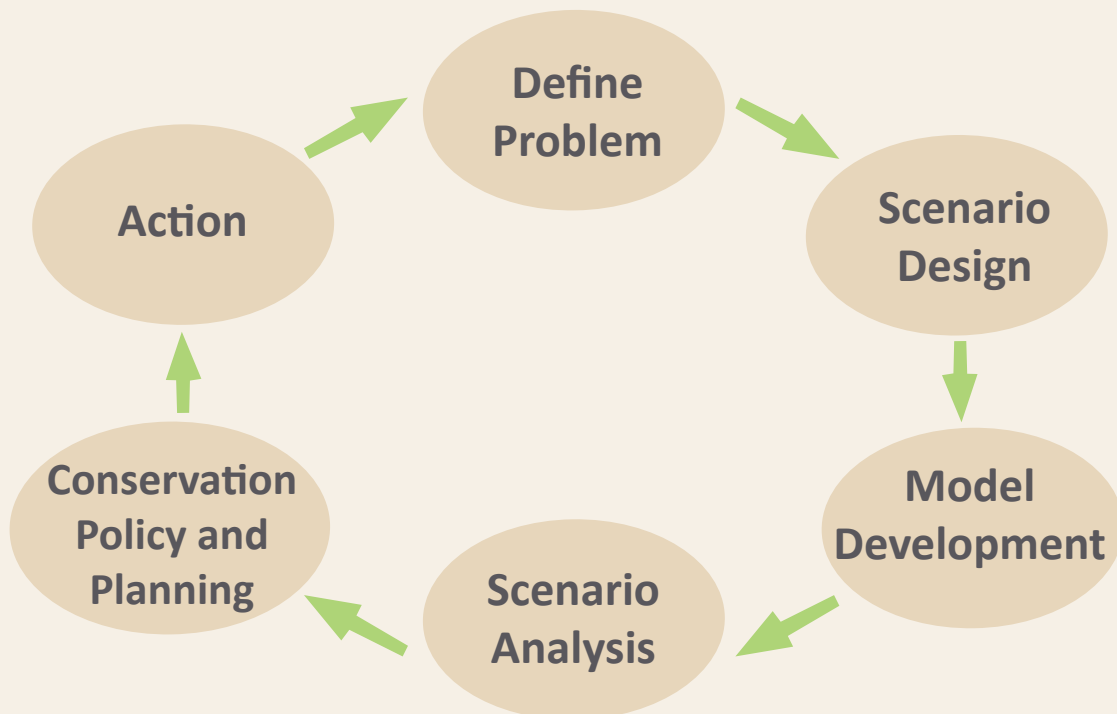 Define
Problem
Scenario
Design
Model
Development
Scenario
Analysis
Conservation
Policy and
Planning
Action